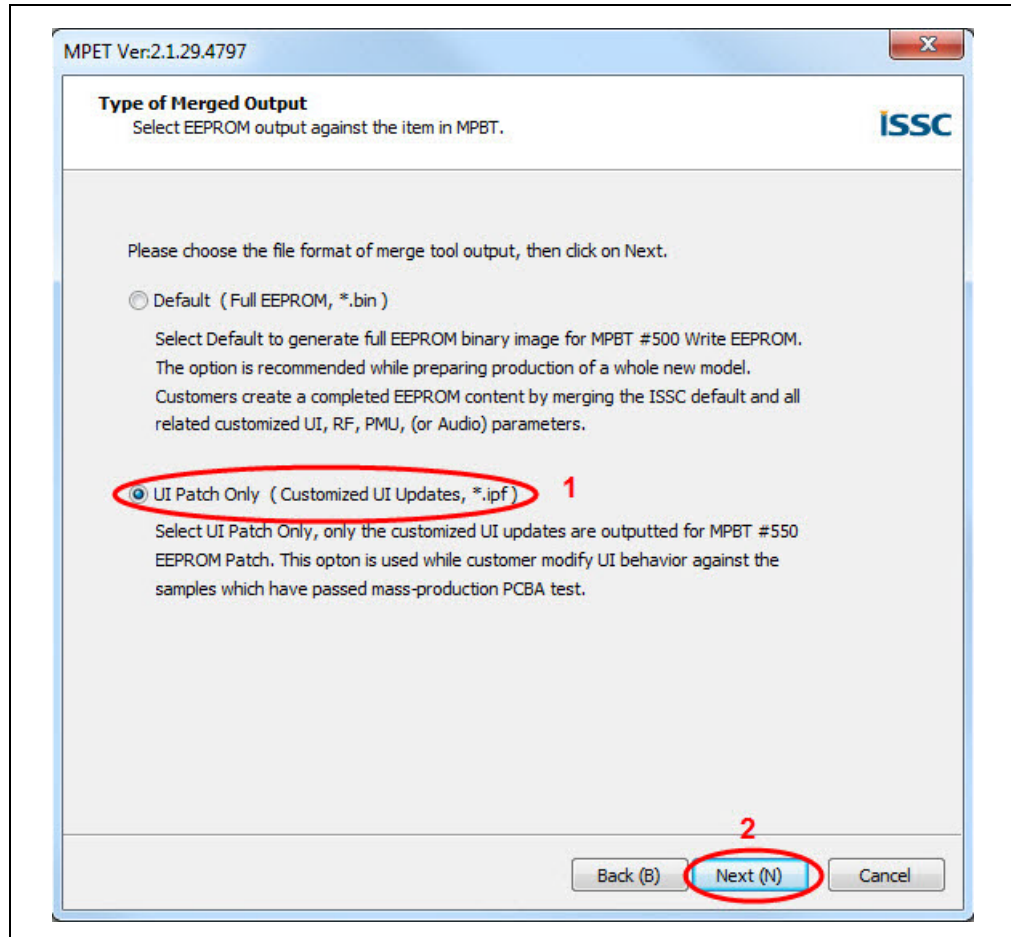 MPET Ver:2.1.29.4797
x
Type of Merged Output
Select EEPROM output against the item in MPBT.
ISSC
Please choose the file format of merge tool output, then click on Next.
Default ( Full EEPROM, *.bin )
Select Default to generate full EEPROM binary image for MPBT #500 Write EEPROM.
The option is recommended while preparing production of a whole new model.
Customers create a completed EEPROM content by merging the ISSC default and all
related customized UI, RF, PMU, (or Audio) parameters.
UI Patch Only ( Customized UI Updates, *.ipf ) 1
Select UI Patch Only, only the customized UI updates are outputted for MPBT #550
EEPROM Patch. This opton is used while customer modify UI behavior against the
samples which have passed mass-production PCBA test.
2
Back (B) Next (N) Cancel